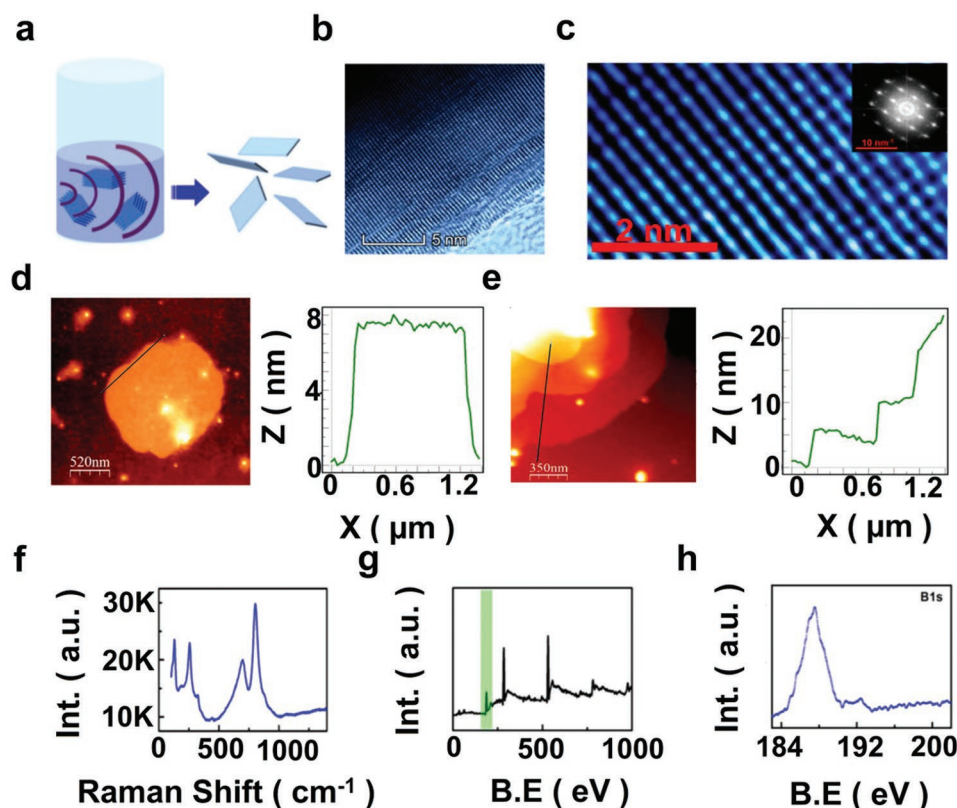 a
b
c
5 nm
2 nm
10 nm⁻¹
d
e
520nm
Z ( nm )
8
4
0
0 0.6 1.2
X ( µm )
350nm
Z ( nm )
20
10
0
0 0.6 1.2
X ( µm )
f
g
h
Int. ( a.u. )
30K
20K
10K
0 500 1000
Raman Shift ( cm⁻¹ )
Int. ( a.u. )
0 500 1000
B.E ( eV )
Int. ( a.u. )
B1s
184 192 200
B.E ( eV )